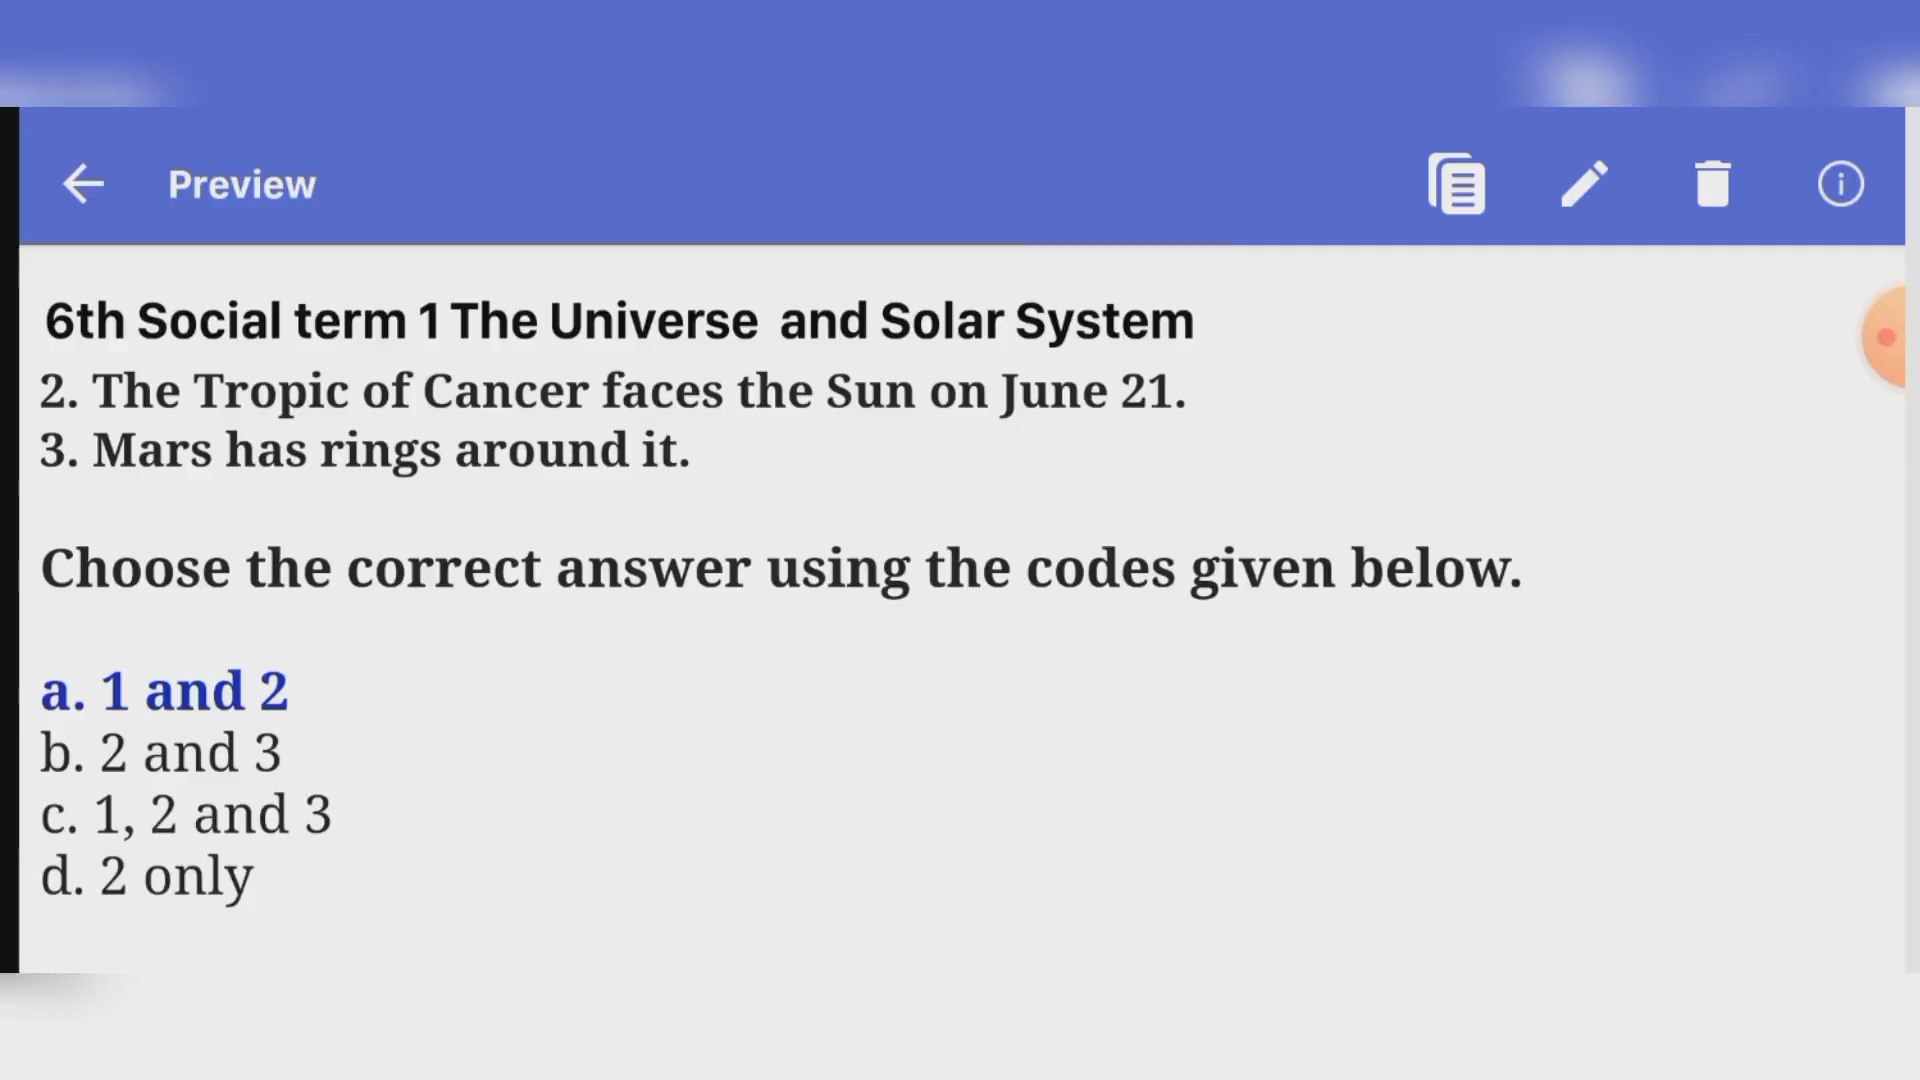 Preview
6th Social term 1 The Universe and Solar System
2. The Tropic of Cancer faces the Sun on June 21.
3. Mars has rings around it.
Choose the correct answer using the codes given below.
a. 1 and 2
b. 2 and 3
c. 1, 2 and 3
d. 2 only